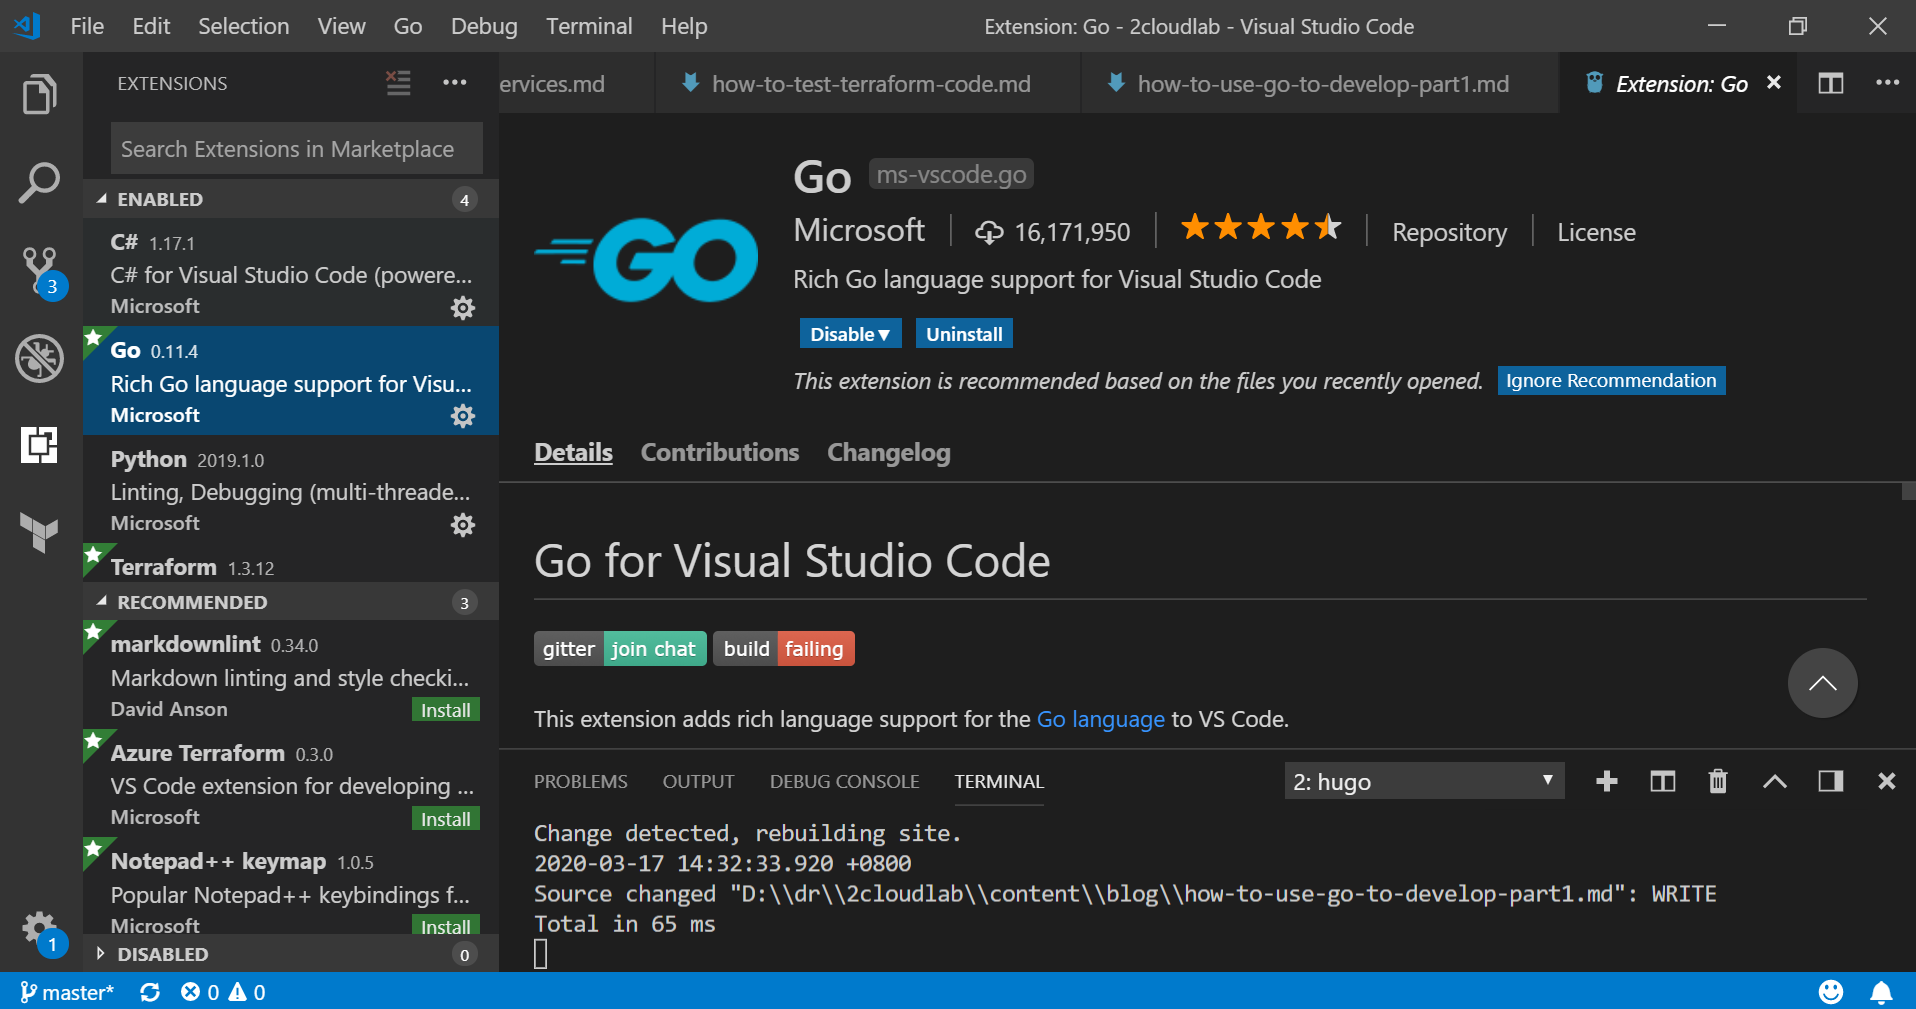 File Edit Selection View Go Debug Terminal Help
Extension: Go - 2cloudlab - Visual Studio Code
EXTENSIONS
Search Extensions in Marketplace
ENABLED 4
C# 1.17.1
C# for Visual Studio Code (powere...
Microsoft
Go 0.11.4
Rich Go language support for Visu...
Microsoft
Python 2019.1.0
Linting, Debugging (multi-threade...
Microsoft
Terraform 1.3.12
RECOMMENDED 3
markdownlint 0.34.0
Markdown linting and style checki...
David Anson Install
Azure Terraform 0.3.0
VS Code extension for developing ...
Microsoft Install
Notepad++ keymap 1.0.5
Popular Notepad++ keybindings f...
Microsoft Install
DISABLED 0
3
1
ervices.md how-to-test-terraform-code.md how-to-use-go-to-develop-part1.md Extension: Go
GO
Go ms-vscode.go
Microsoft 16,171,950 Repository License
Rich Go language support for Visual Studio Code
Disable Uninstall
This extension is recommended based on the files you recently opened. Ignore Recommendation
Details Contributions Changelog
Go for Visual Studio Code
gitter join chat build failing
This extension adds rich language support for the Go language to VS Code.
PROBLEMS OUTPUT DEBUG CONSOLE TERMINAL 2: hugo
Change detected, rebuilding site.
2020-03-17 14:32:33.920 +0800
Source changed "D:\\dr\\2cloudlab\\content\\blog\\how-to-use-go-to-develop-part1.md": WRITE
Total in 65 ms
master* 0 0